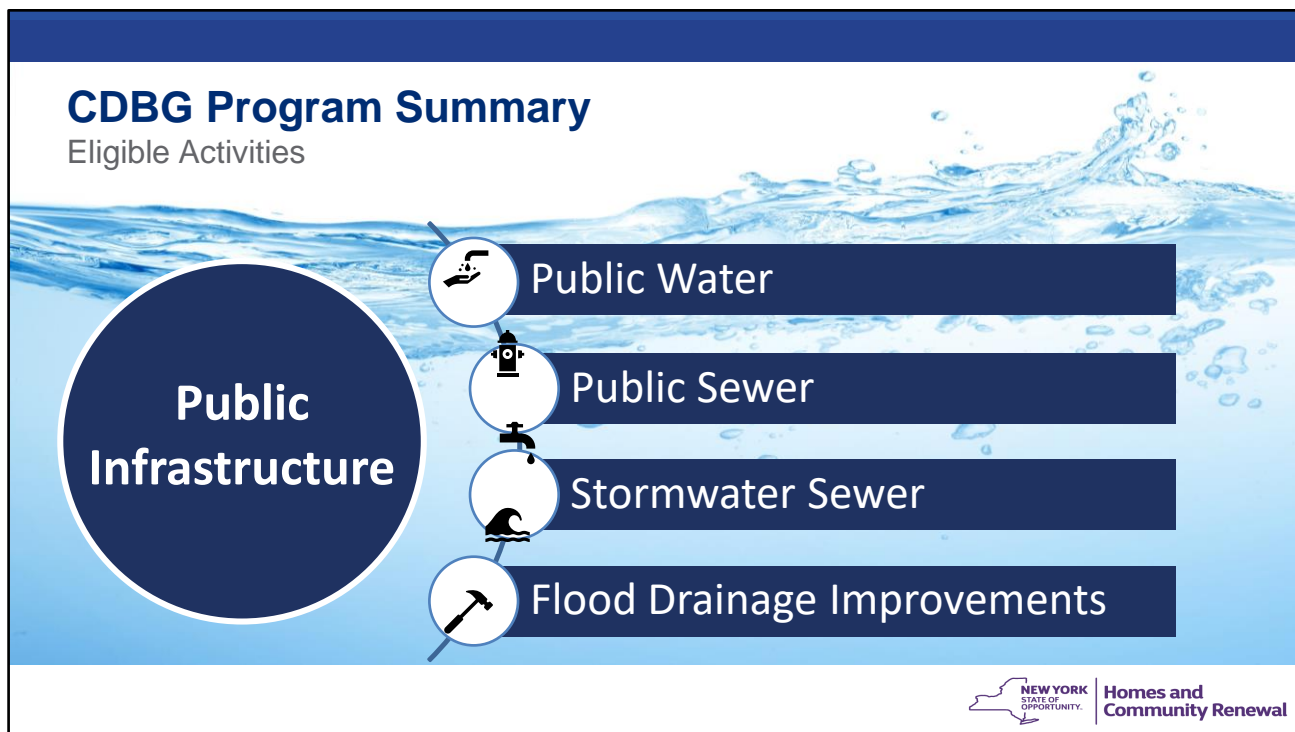 CDBG Program Summary
Eligible Activities
Public
Infrastructure
Public Water
Public Sewer
Stormwater Sewer
Flood Drainage Improvements
NEW YORK
STATE OF
OPPORTUNITY.
Homes and
Community Renewal